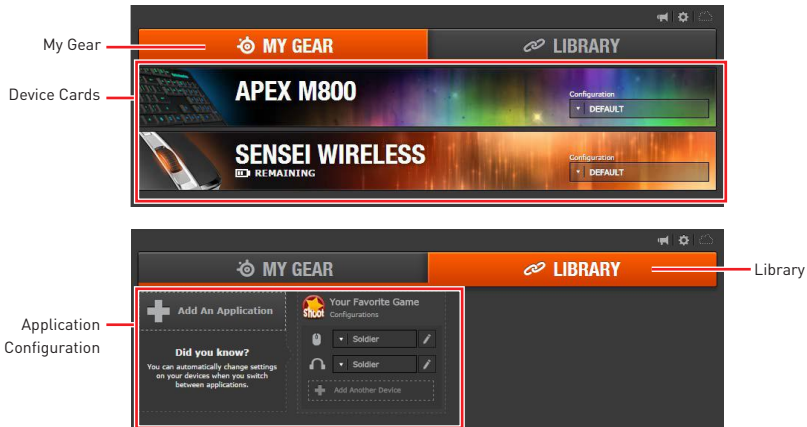 My Gear
MY GEAR
LIBRARY
Device Cards
APEX M800
Configuration
DEFAULT
SENSEI WIRELESS
REMAINING
Configuration
DEFAULT
MY GEAR
LIBRARY
Library
Application
Configuration
Add An Application
Did you know?
You can automatically change settings
on your devices when you switch
between applications.
shoot
Your Favorite Game
Configurations
Soldier
Soldier
Add Another Device